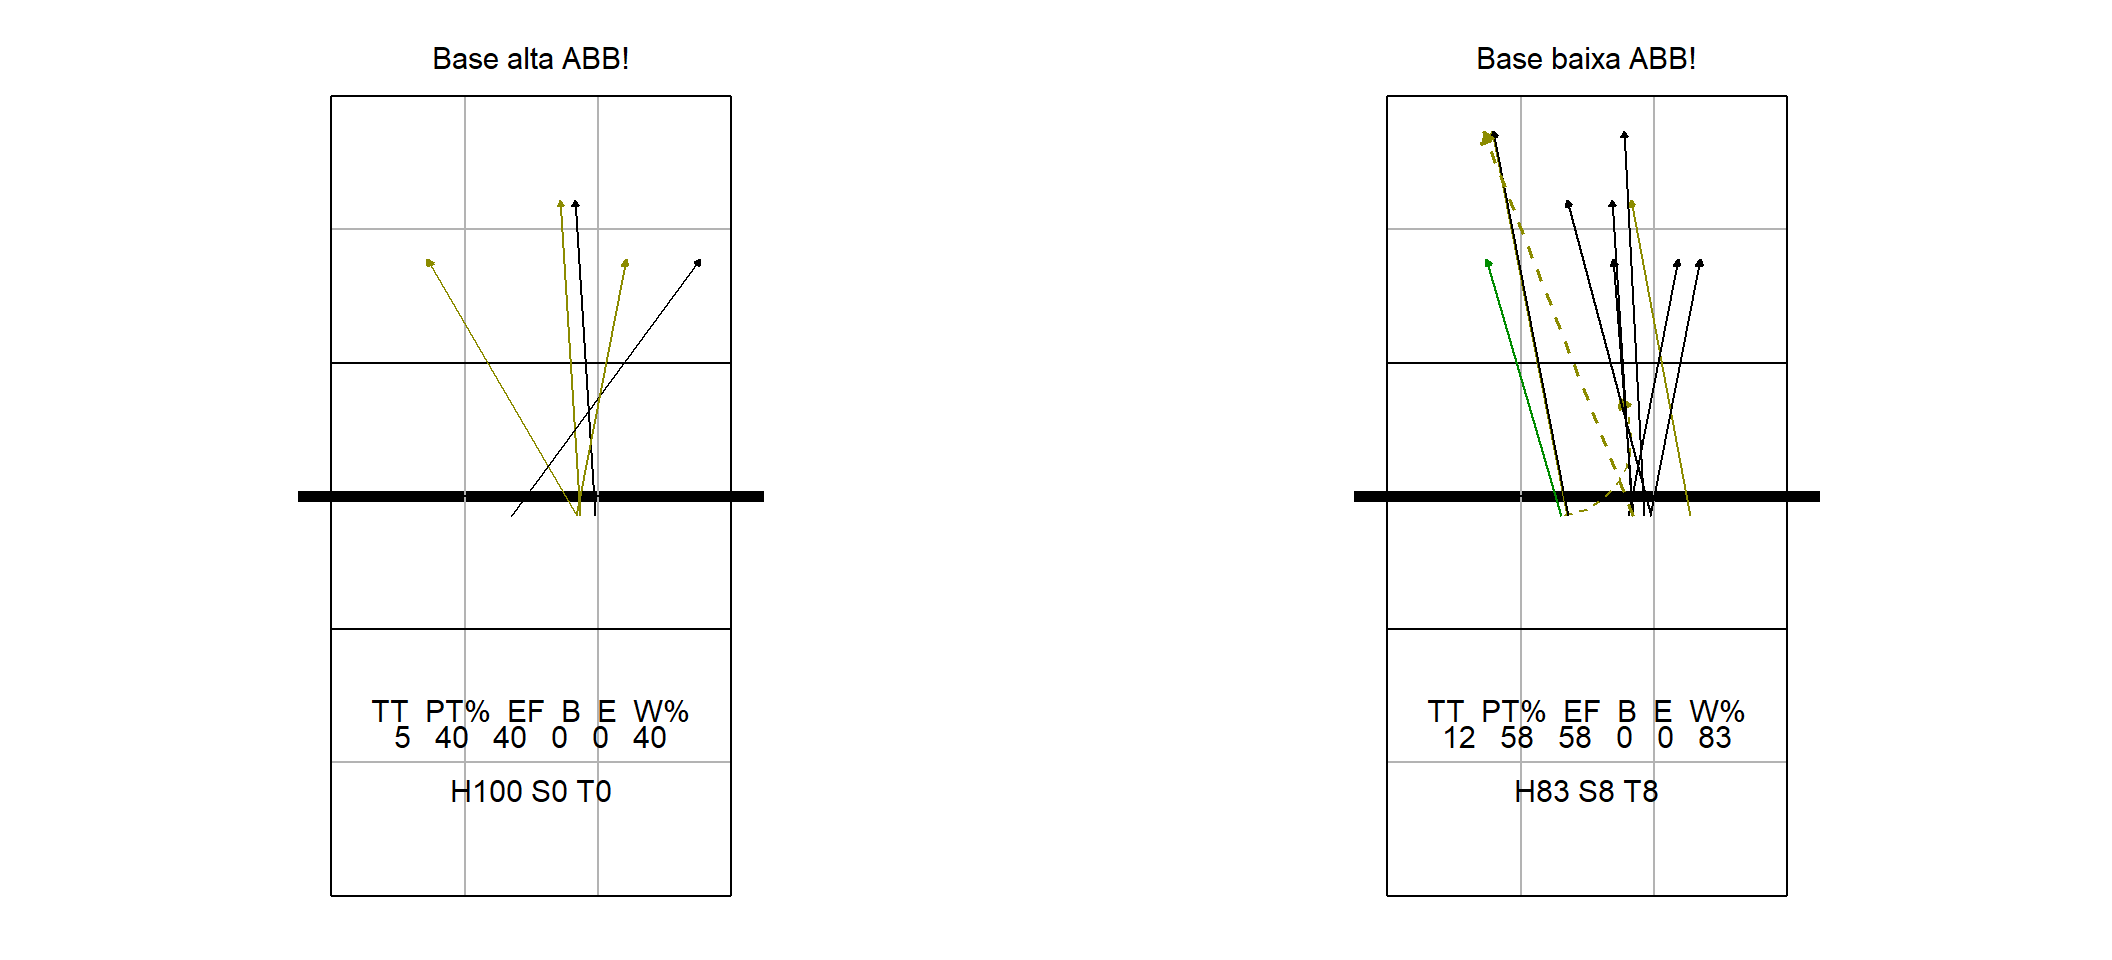 Base alta ABB!
TT PT% EF B E W%
5 40 40 0 0 40
H100 S0 T0
Base baixa ABB!
TT PT% EF B E W%
12 58 58 0 0 83
H83 S8 T8